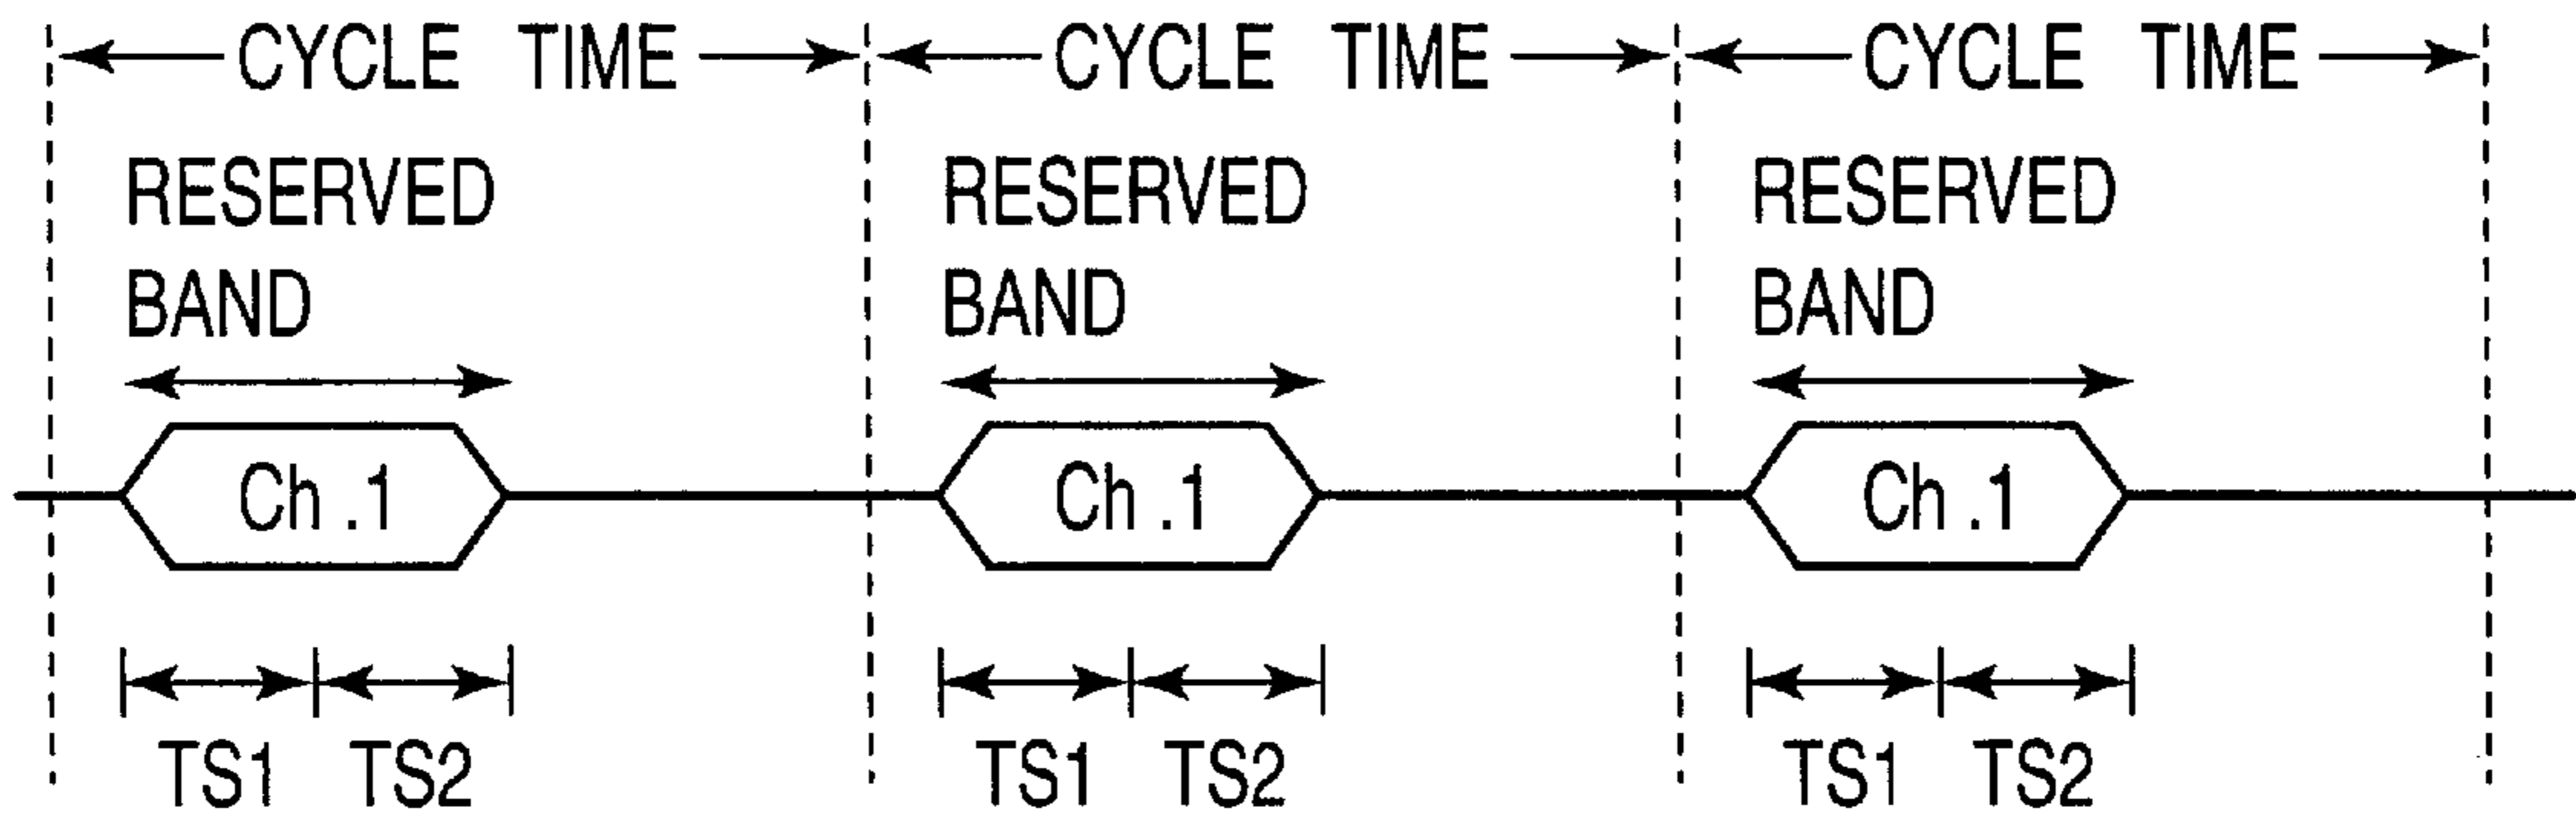 CYCLE TIME CYCLE TIME CYCLE TIME
RESERVED BAND RESERVED BAND RESERVED BAND
Ch .1 Ch .1 Ch .1
TS1 TS2 TS1 TS2 TS1 TS2